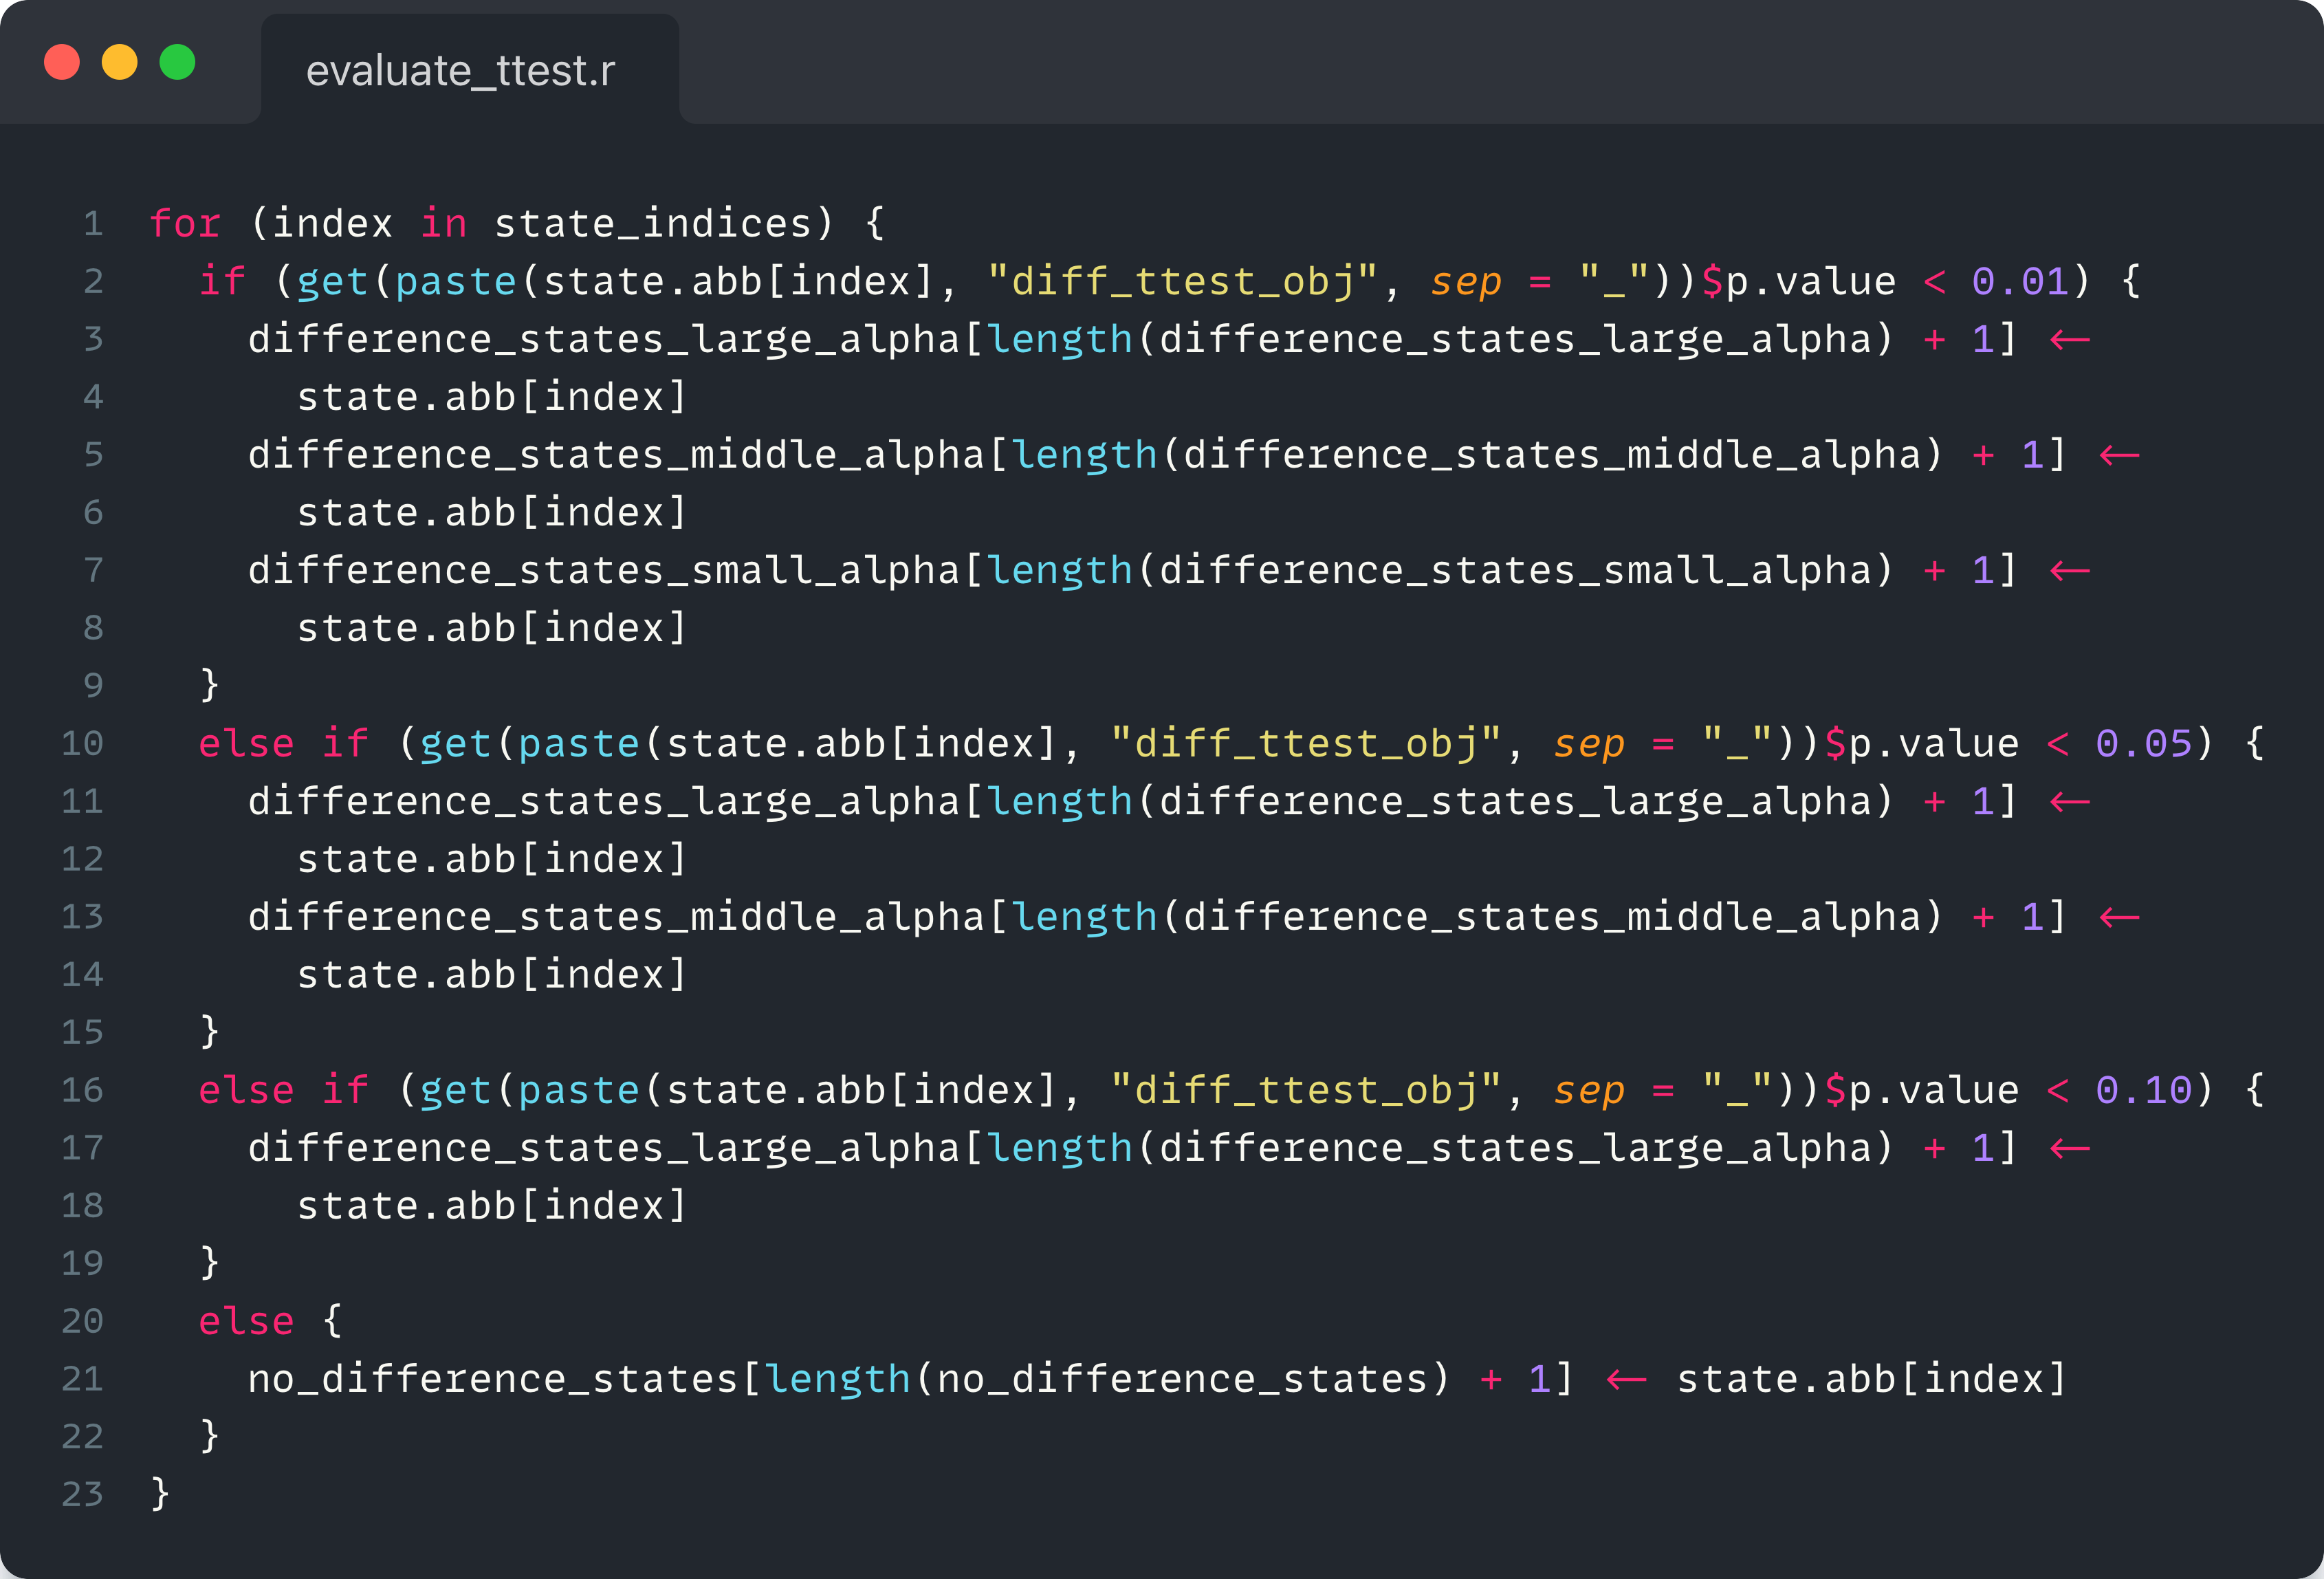 evaluate_ttest.r
1 for (index in state_indices) {
2   if (get(paste(state.abb[index], "diff_ttest_obj", sep = "_"))$p.value < 0.01) {
3     difference_states_large_alpha[length(difference_states_large_alpha) + 1] <-
4       state.abb[index]
5     difference_states_middle_alpha[length(difference_states_middle_alpha) + 1] <-
6       state.abb[index]
7     difference_states_small_alpha[length(difference_states_small_alpha) + 1] <-
8       state.abb[index]
9   }
10   else if (get(paste(state.abb[index], "diff_ttest_obj", sep = "_"))$p.value < 0.05) {
11     difference_states_large_alpha[length(difference_states_large_alpha) + 1] <-
12       state.abb[index]
13     difference_states_middle_alpha[length(difference_states_middle_alpha) + 1] <-
14       state.abb[index]
15   }
16   else if (get(paste(state.abb[index], "diff_ttest_obj", sep = "_"))$p.value < 0.10) {
17     difference_states_large_alpha[length(difference_states_large_alpha) + 1] <-
18       state.abb[index]
19   }
20   else {
21     no_difference_states[length(no_difference_states) + 1] <- state.abb[index]
22   }
23 }